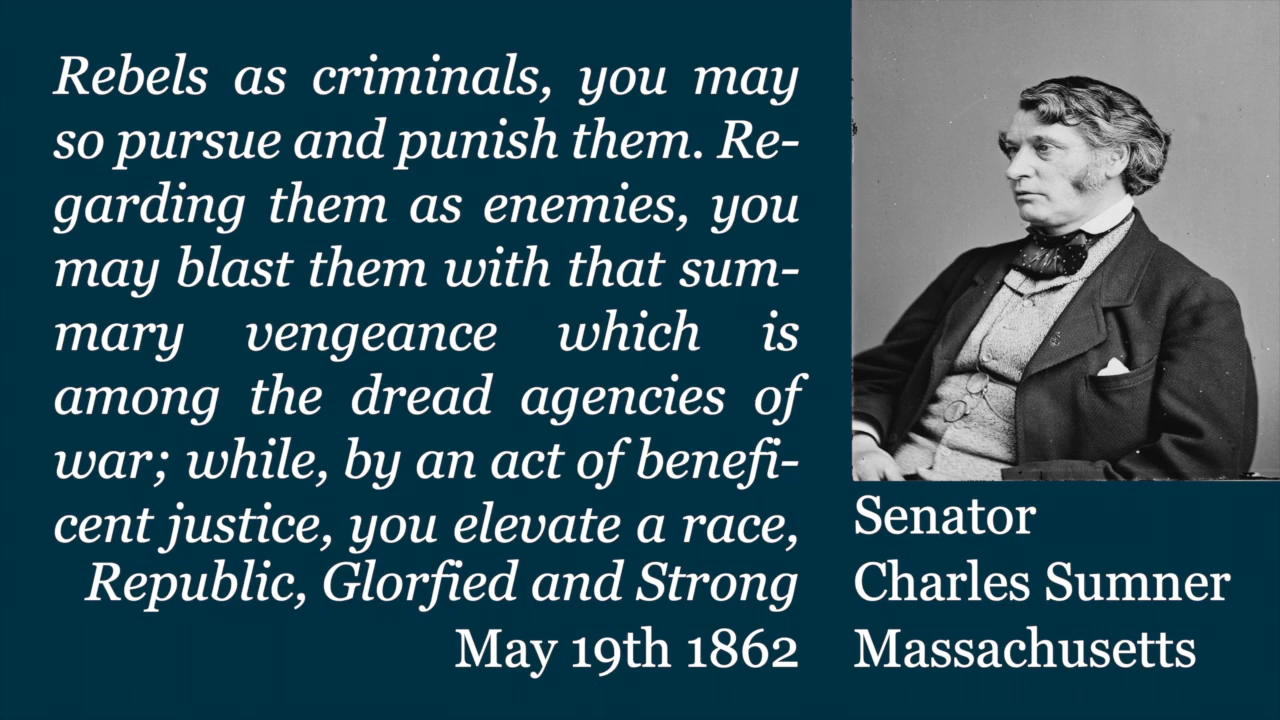 Rebels as criminals, you may
so pursue and punish them. Re-
garding them as enemies, you
may blast them with that sum-
mary vengeance which is
among the dread agencies of
war; while, by an act of benefi-
cent justice, you elevate a race,
Republic, Glorfied and Strong
May 19th 1862
Senator
Charles Sumner
Massachusetts